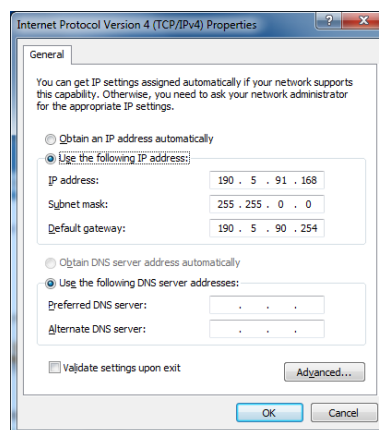 Internet Protocol Version 4 (TCP/IPv4) Properties
General
You can get IP settings assigned automatically if your network supports
this capability. Otherwise, you need to ask your network administrator
for the appropriate IP settings.
Obtain an IP address automatically
Use the following IP address:
IP address: 190 . 5 . 91 . 168
Subnet mask: 255 . 255 . 0 . 0
Default gateway: 190 . 5 . 90 . 254
Obtain DNS server address automatically
Use the following DNS server addresses:
Preferred DNS server: . . .
Alternate DNS server: . . .
Validate settings upon exit
Advanced...
OK Cancel